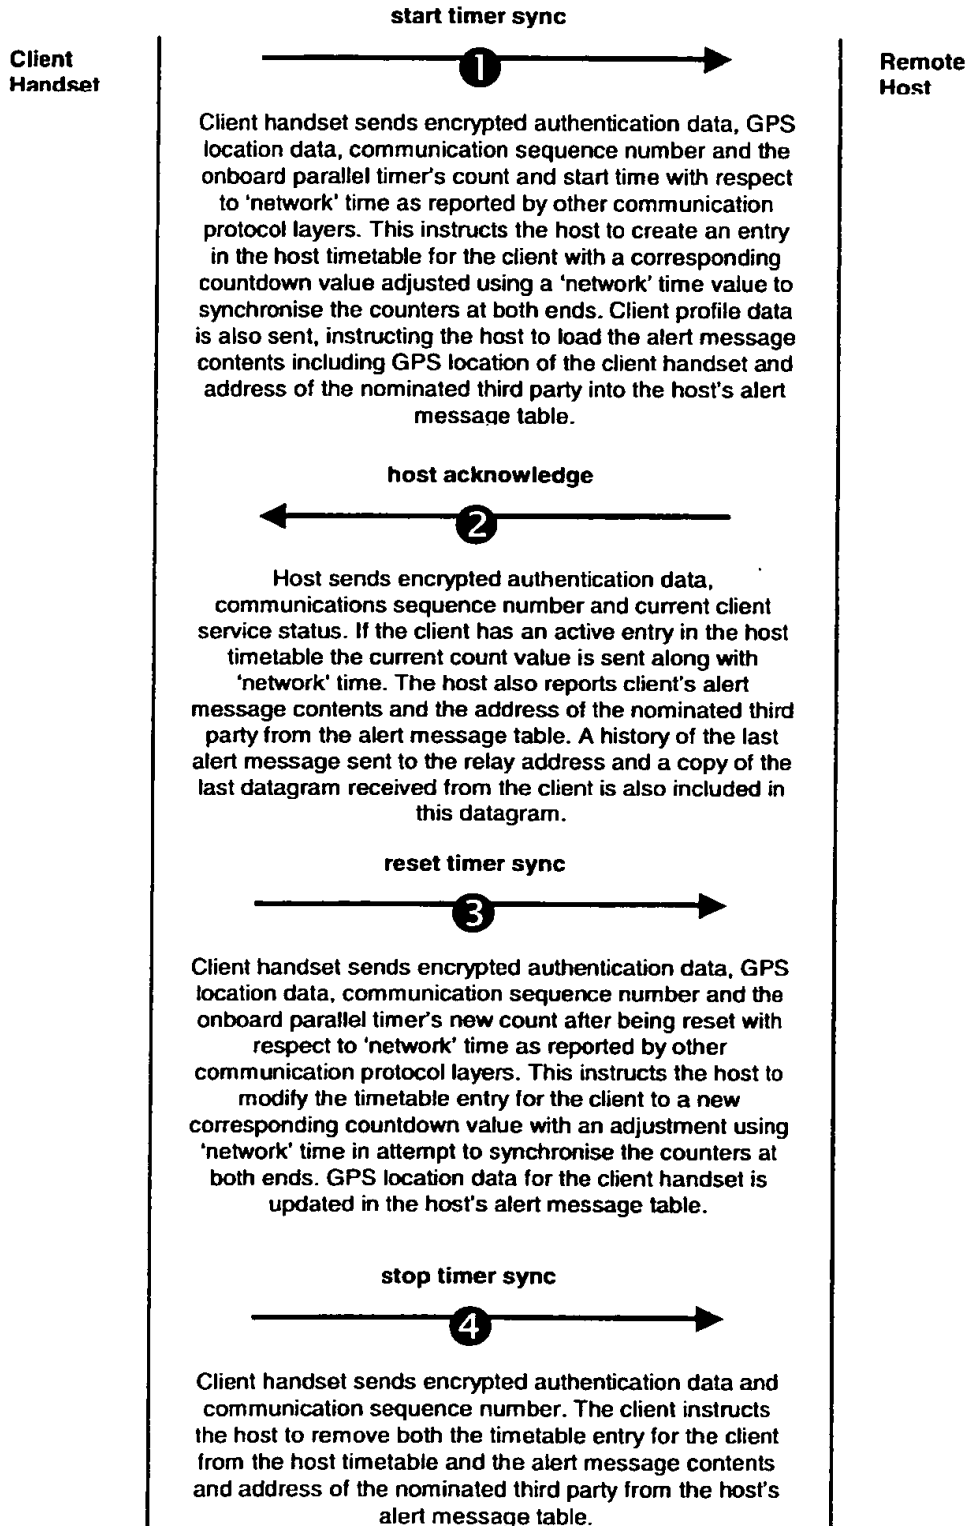 start timer sync
Client
Handset
1
Remote
Host
Client handset sends encrypted authentication data, GPS
location data, communication sequence number and the
onboard parallel timer's count and start time with respect
to 'network' time as reported by other communication
protocol layers. This instructs the host to create an entry
in the host timetable for the client with a corresponding
countdown value adjusted using a 'network' time value to
synchronise the counters at both ends. Client profile data
is also sent, instructing the host to load the alert message
contents including GPS location of the client handset and
address of the nominated third party into the host's alert
message table.
host acknowledge
2
Host sends encrypted authentication data,
communications sequence number and current client
service status. If the client has an active entry in the host
timetable the current count value is sent along with
'network' time. The host also reports client's alert
message contents and the address of the nominated third
party from the alert message table. A history of the last
alert message sent to the relay address and a copy of the
last datagram received from the client is also included in
this datagram.
reset timer sync
3
Client handset sends encrypted authentication data, GPS
location data, communication sequence number and the
onboard parallel timer's new count after being reset with
respect to 'network' time as reported by other
communication protocol layers. This instructs the host to
modify the timetable entry for the client to a new
corresponding countdown value with an adjustment using
'network' time in attempt to synchronise the counters at
both ends. GPS location data for the client handset is
updated in the host's alert message table.
stop timer sync
4
Client handset sends encrypted authentication data and
communication sequence number. The client instructs
the host to remove both the timetable entry for the client
from the host timetable and the alert message contents
and address of the nominated third party from the host's
alert message table.